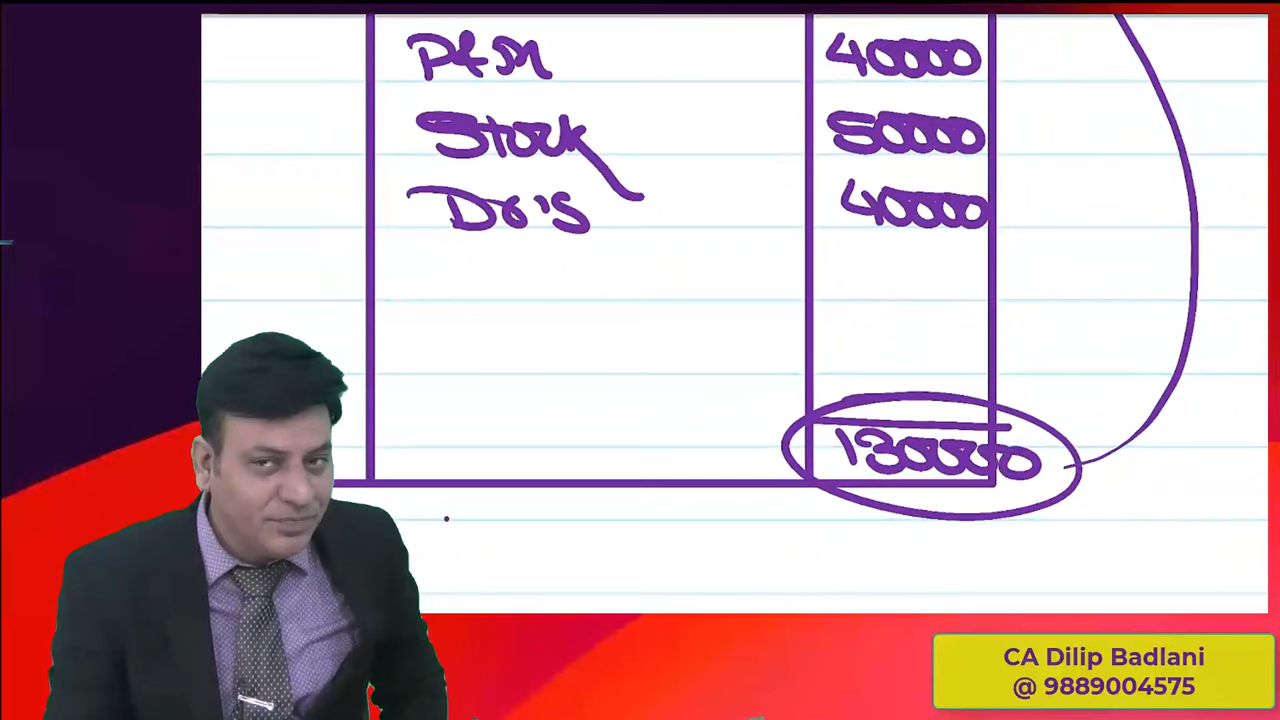 P&M 40000
Stock 50000
Dr's 40000
130000
CA Dilip Badlani
@ 9889004575